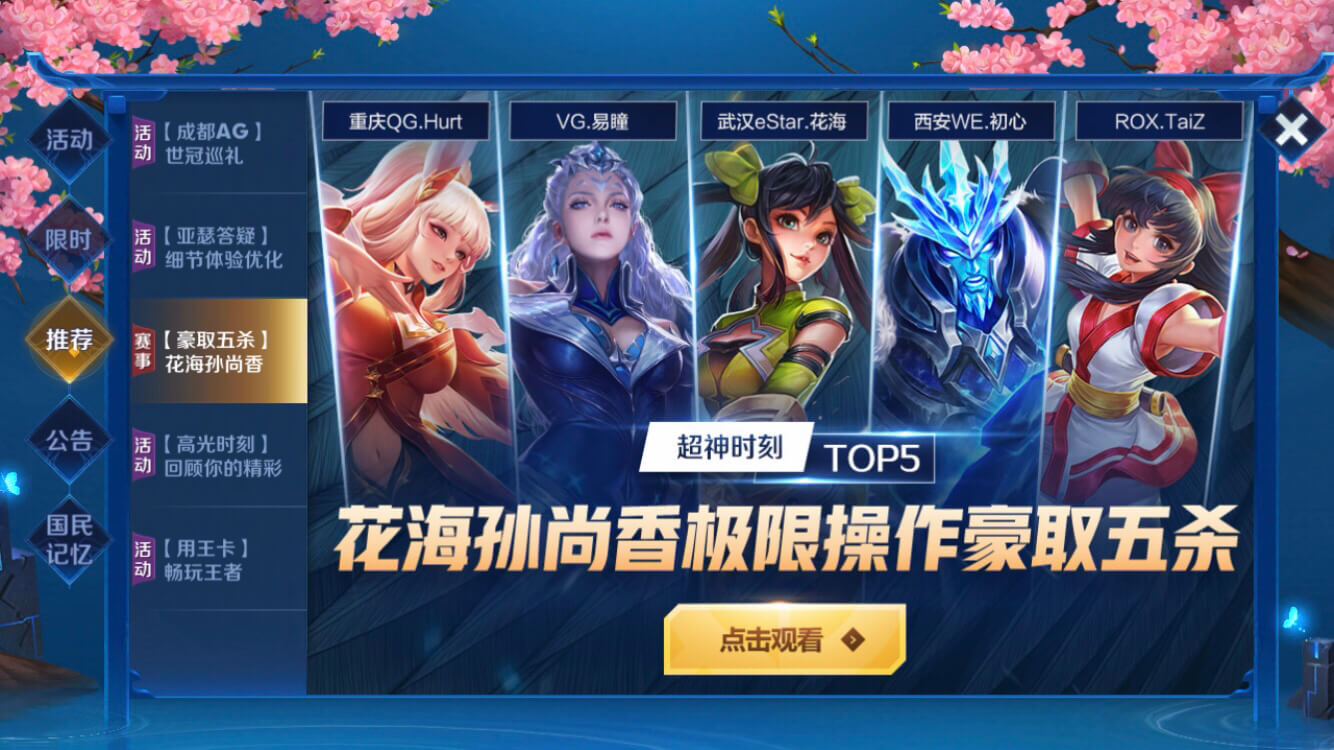 活动
限时
推荐
公告
国民
记忆
活动
【 成都AG 】
世冠巡礼
活动
【 亚瑟答疑 】
细节体验优化
赛事
【 豪取五杀 】
花海孙尚香
活动
【 高光时刻 】
回顾你的精彩
活动
【 用王卡 】
畅玩王者
重庆QG.Hurt
VG.易曈
武汉eStar.花海
西安WE.初心
ROX.TaiZ
超神时刻
TOP5
花海孙尚香极限操作豪取五杀
点击观看